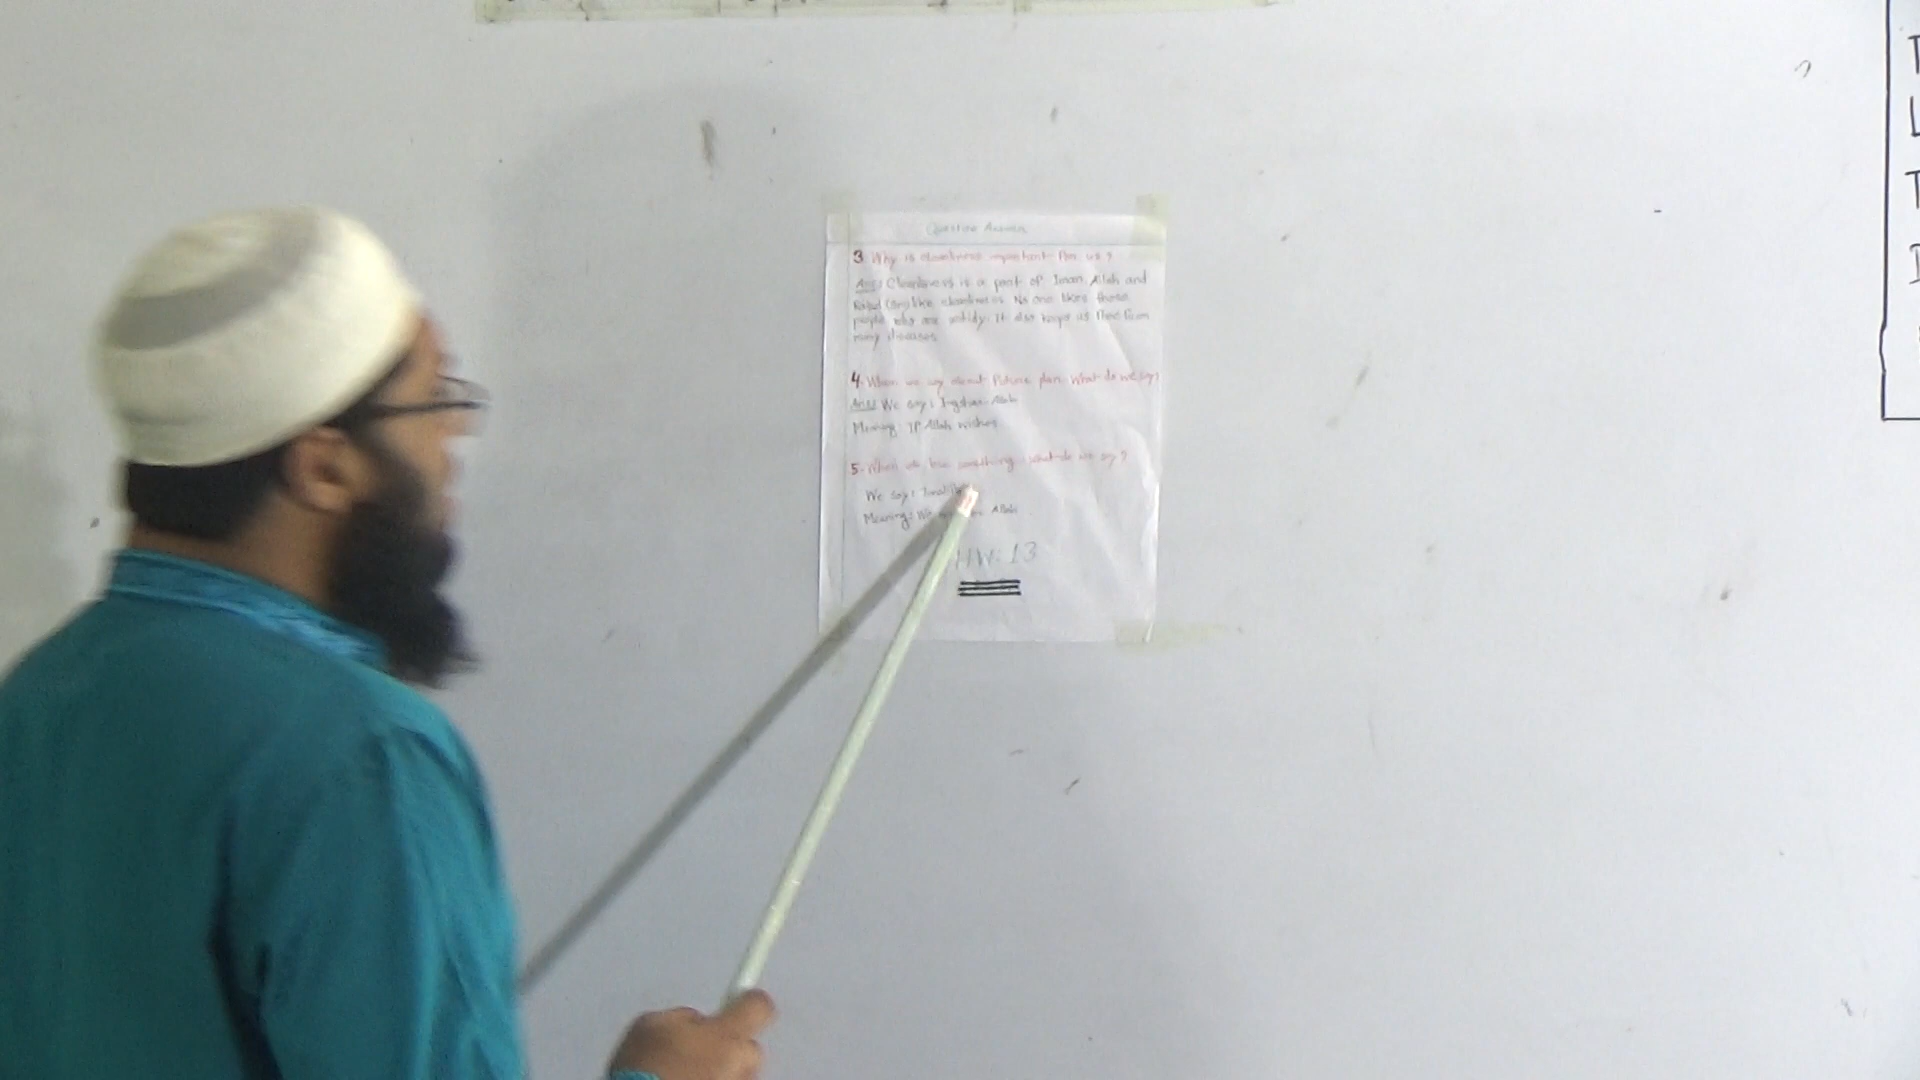 Question Answer
3. Why is cleanliness important for us?
Ans: Cleanliness is a part of Iman. Allah and
Rasul (Sm) like cleanliness. No one likes those
people who are untidy. It also keeps us free from
many diseases.
4. When we say about future plan. What do we say?
Ans: We say: Allah
Meaning: If Allah wishes
5. When we lose something what do we say?
We say:
Meaning: We Allah
HW: 13